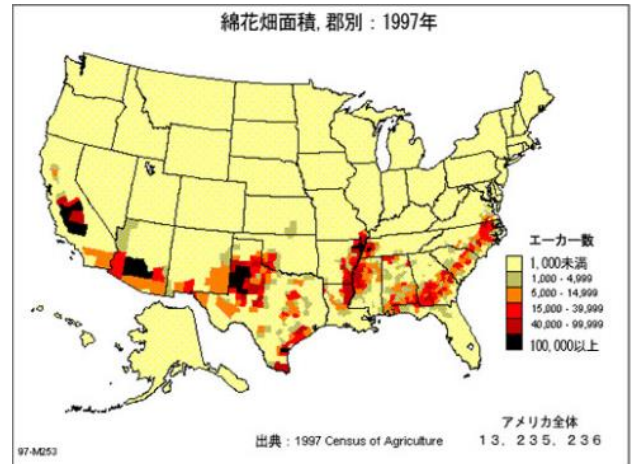 綿花畑面積, 郡別 : 1997年
エーカー数
1,000未満
1,000 - 4,999
5,000 - 14,999
15,000 - 39,999
40,000 - 99,999
100,000以上
アメリカ全体
出典 : 1997 Census of Agriculture
13, 235, 236
97-M253